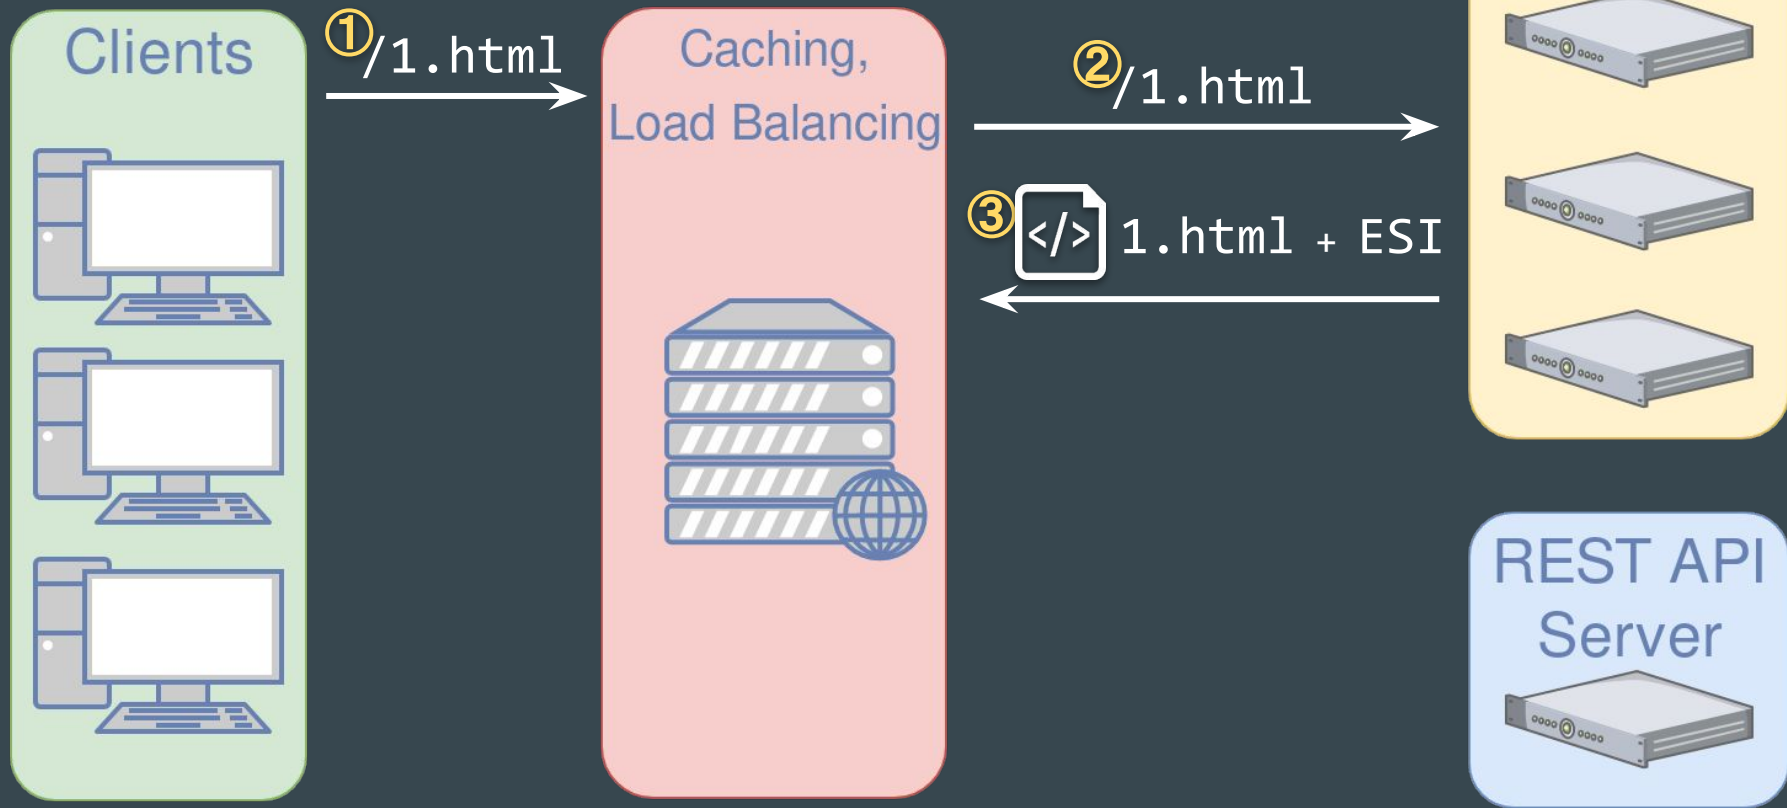 Clients
①/1.html
Caching,
Load Balancing
②/1.html
③ </> 1.html + ESI
REST API
Server